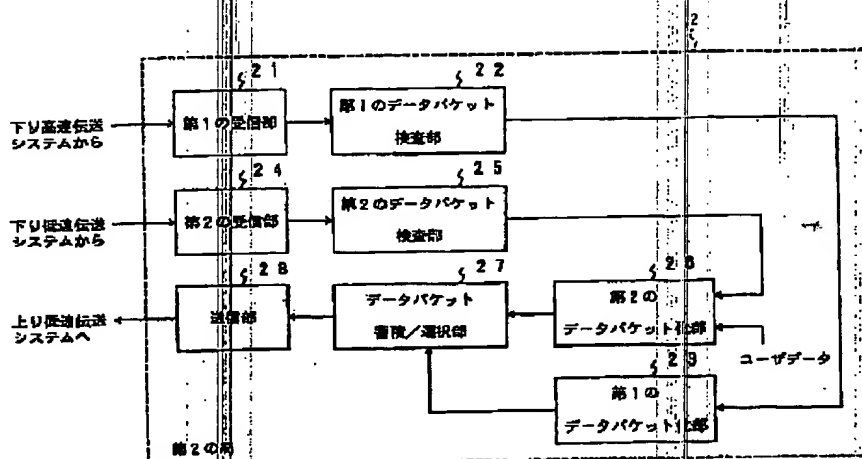 2
21
22
下り高速伝送
システムから
第1の受信部
第1のデータパケット
検査部
24
25
下り低速伝送
システムから
第2の受信部
第2のデータパケット
検査部
28
27
26
上り低速伝送
システムへ
送信部
データパケット
蓄積/選択部
第2の
データパケット化部
ユーザデータ
29
第1の
データパケット化部
第2の局